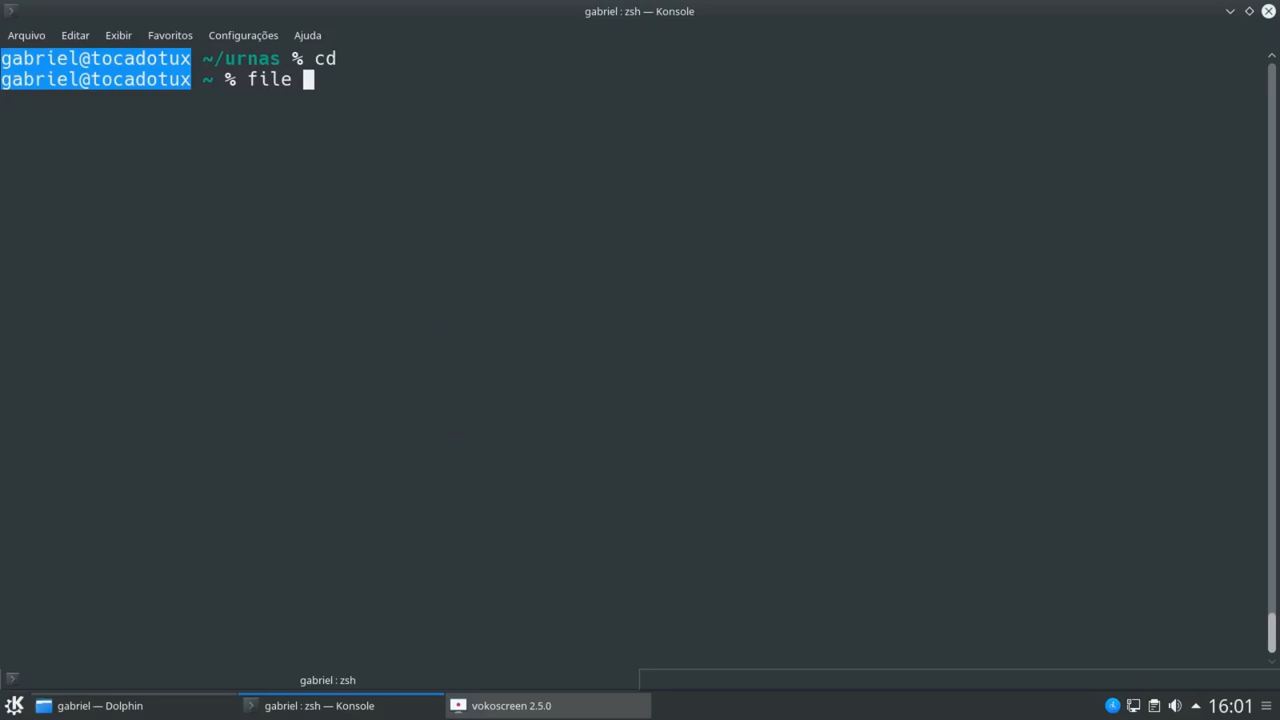 gabriel : zsh — Konsole
Arquivo Editar Exibir Favoritos Configurações Ajuda
gabriel@tocadotux ~/urnas % cd
gabriel@tocadotux ~ % file
gabriel : zsh
gabriel — Dolphin gabriel : zsh — Konsole vokoscreen 2.5.0 16:01